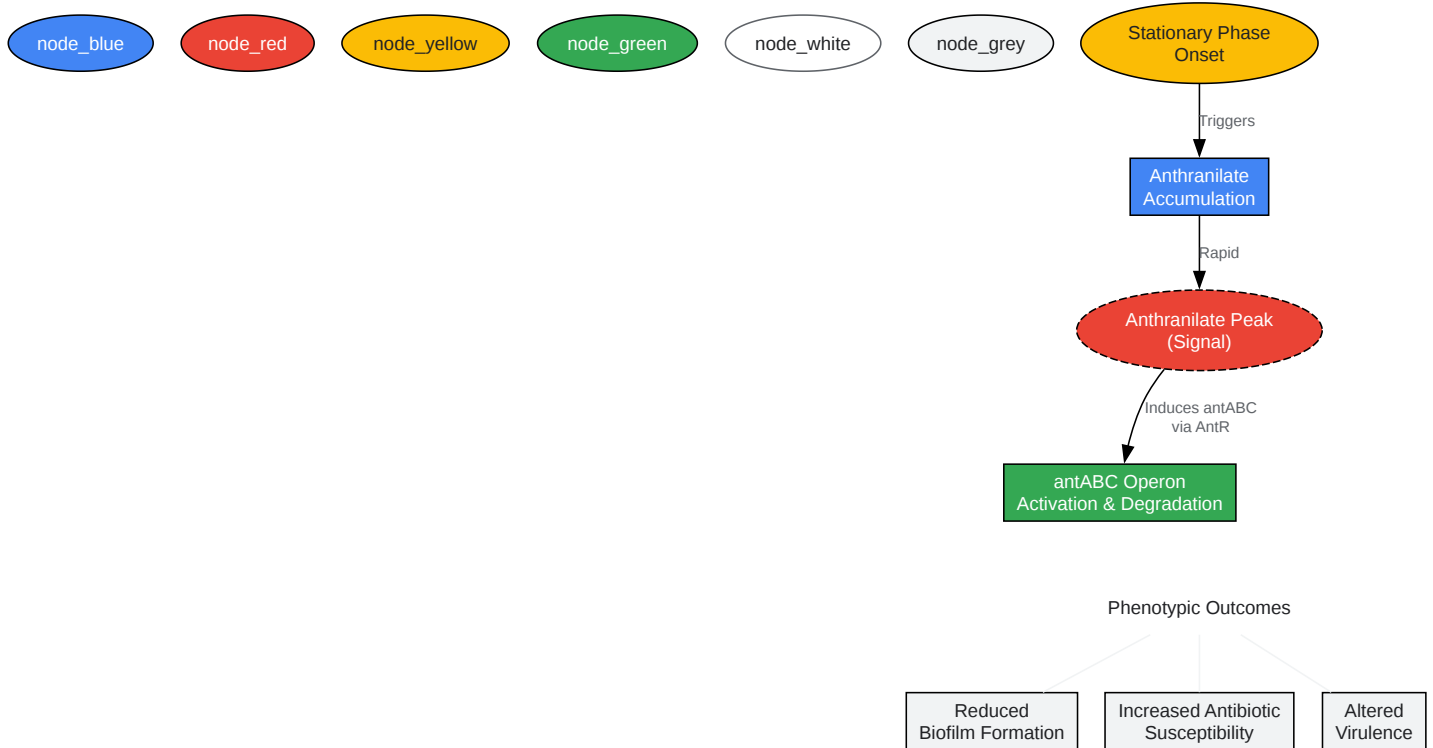 node_blue
node_red
node_yellow
node_green
node_white
node_grey
Stationary Phase
Onset
Triggers
Anthranilate
Accumulation
Rapid
Anthranilate Peak
(Signal)
Induces antABC
via AntR
antABC Operon
Activation & Degradation
Phenotypic Outcomes
Reduced
Biofilm Formation
Increased Antibiotic
Susceptibility
Altered
Virulence